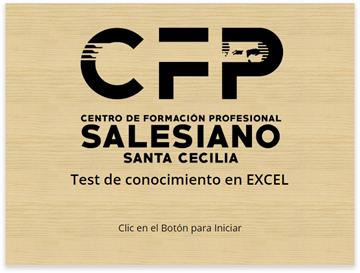 CFP
CENTRO DE FORMACIÓN PROFESIONAL
SALESIANO
SANTA CECILIA
Test de conocimiento en EXCEL
Clic en el Botón para Iniciar